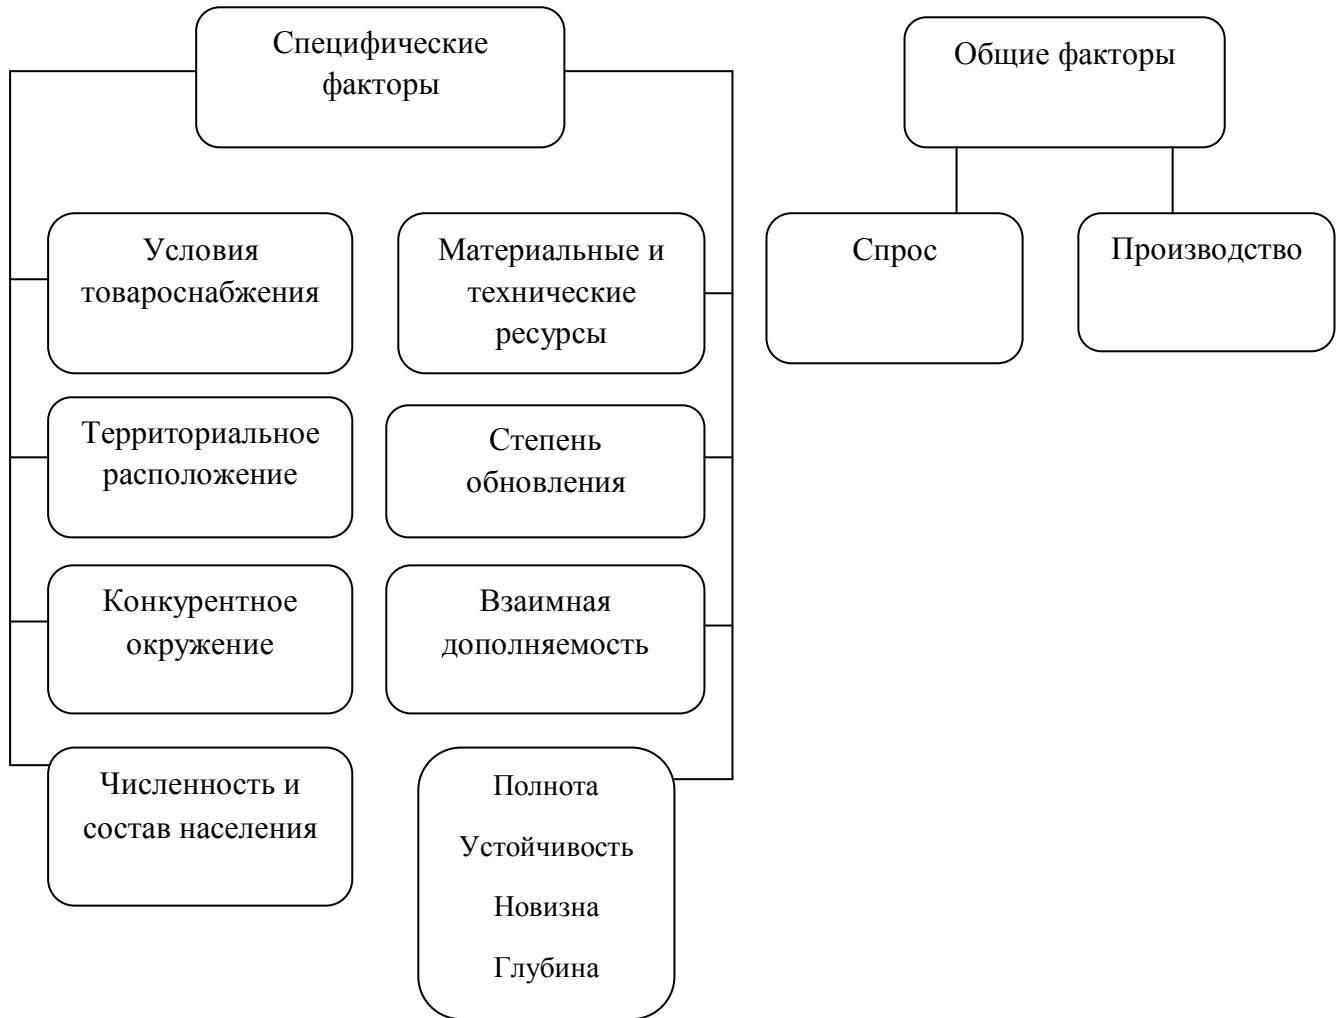 Специфические
факторы
Общие факторы
Условия
товароснабжения
Материальные и
технические
ресурсы
Спрос
Производство
Территориальное
расположение
Степень
обновления
Конкурентное
окружение
Взаимная
дополняемость
Численность и
состав населения
Полнота
Устойчивость
Новизна
Глубина